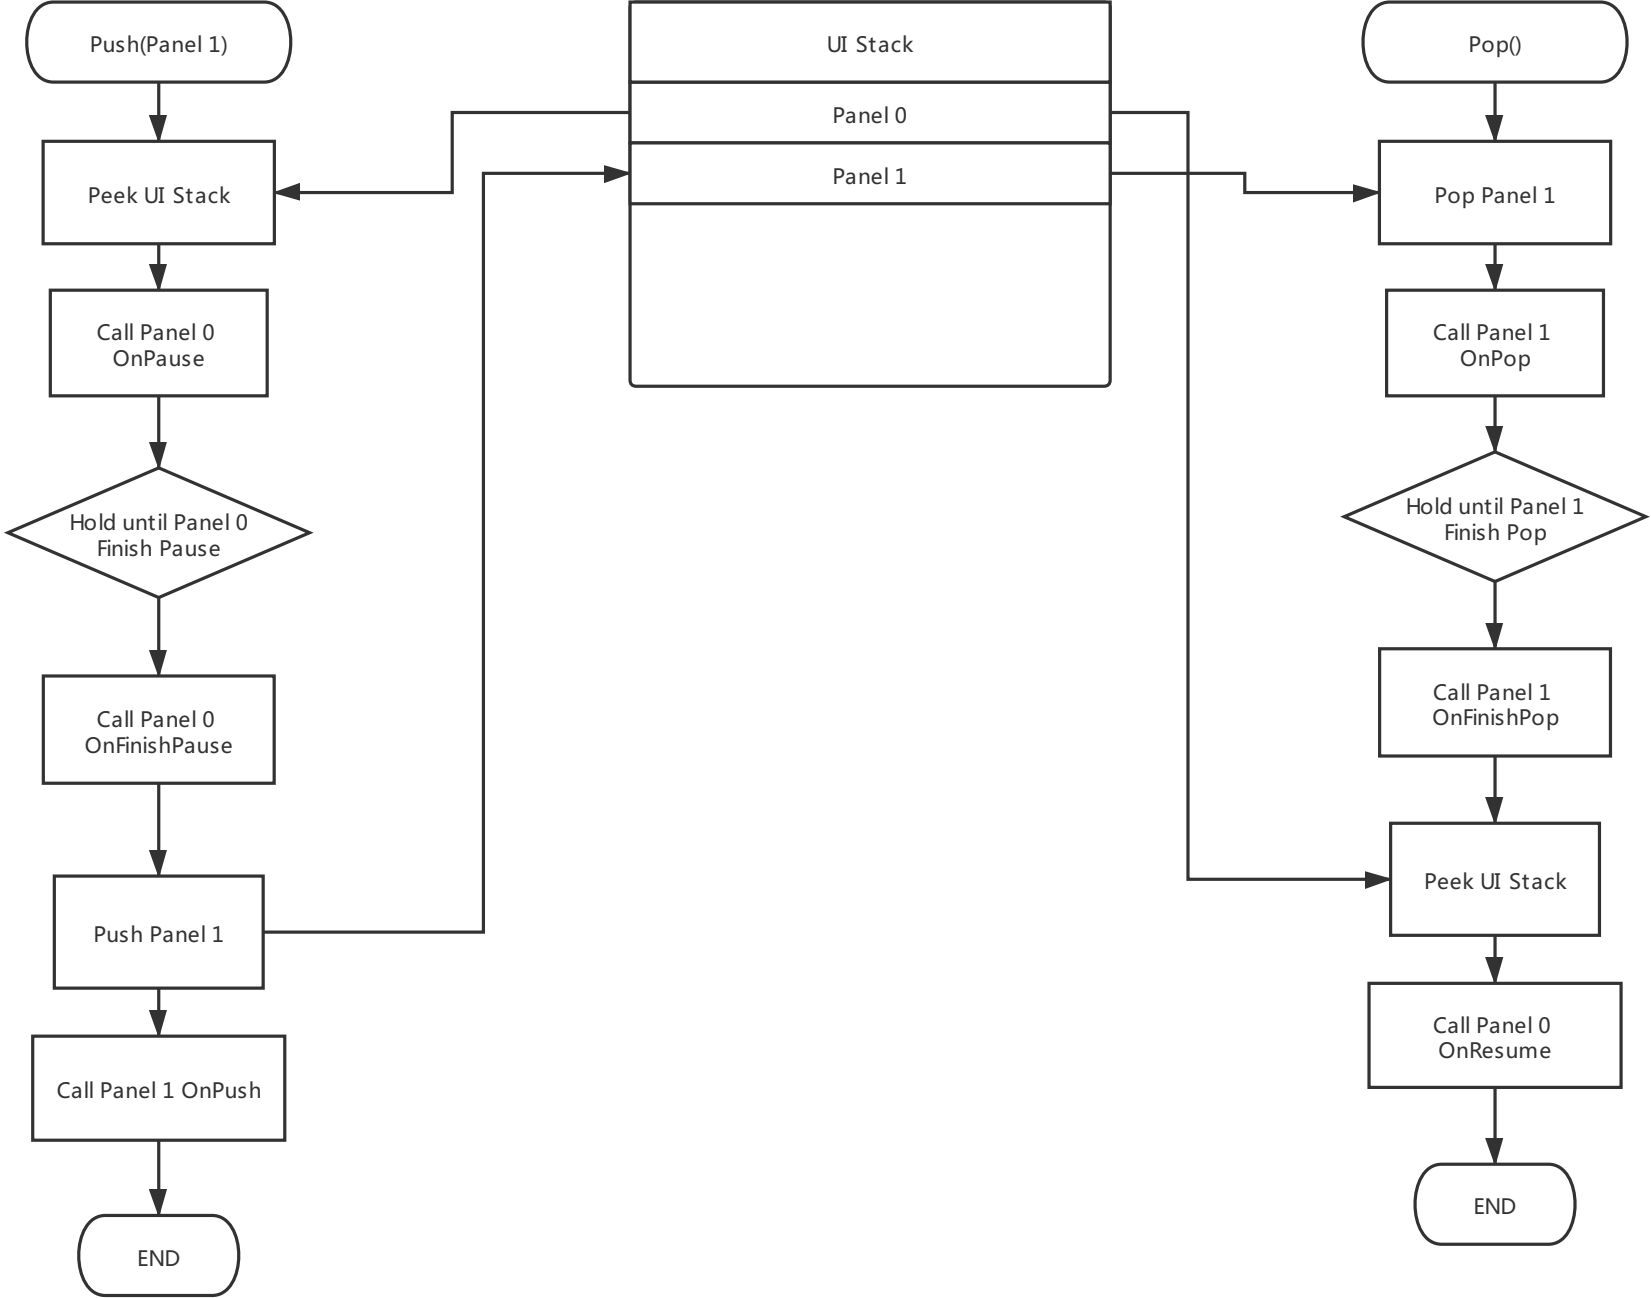 Push(Panel 1)
Peek UI Stack
Call Panel 0
OnPause
Hold until Panel 0
Finish Pause
Call Panel 0
OnFinishPause
Push Panel 1
Call Panel 1 OnPush
END
UI Stack
Panel 0
Panel 1
Pop()
Pop Panel 1
Call Panel 1
OnPop
Hold until Panel 1
Finish Pop
Call Panel 1
OnFinishPop
Peek UI Stack
Call Panel 0
OnResume
END